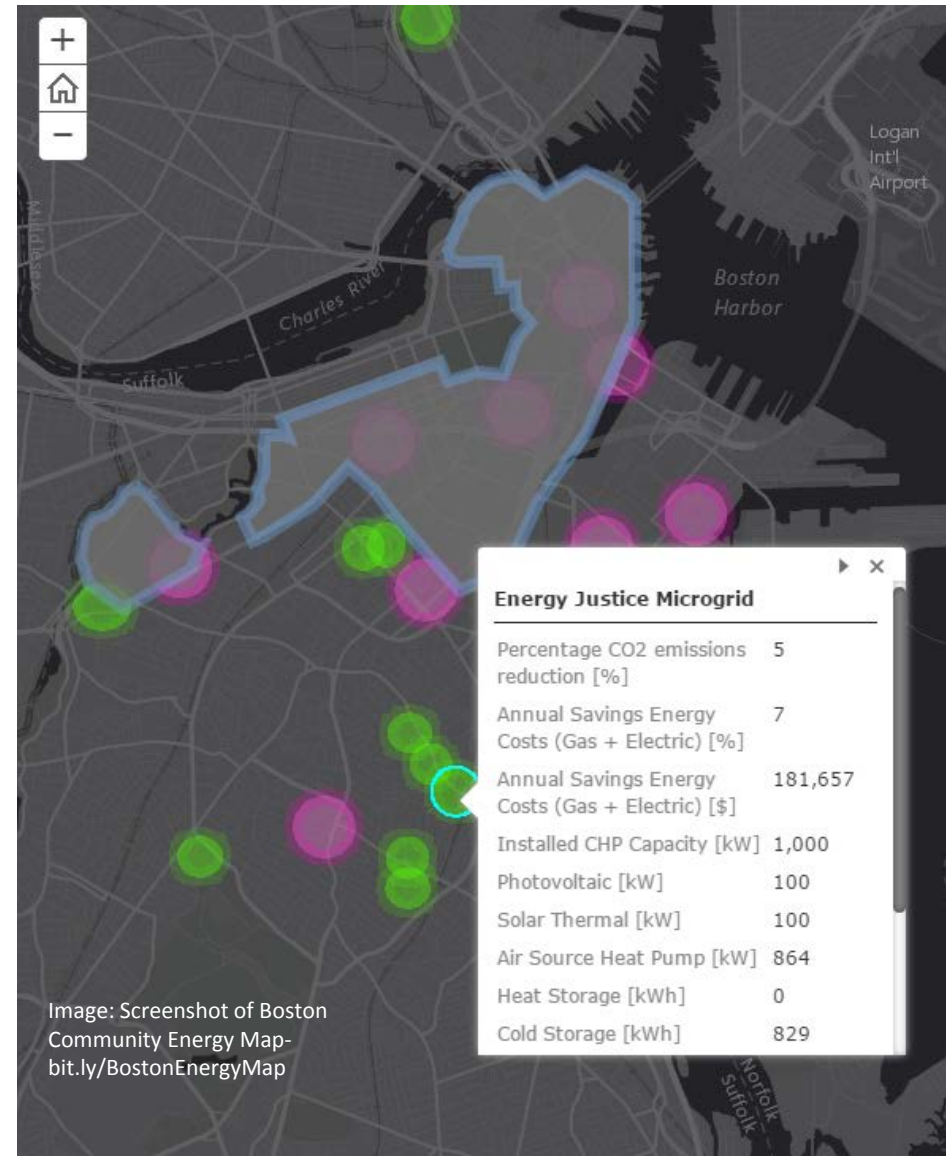 +
−
Logan
Int'l
Airport
Middlesex
Boston
Harbor
Charles River
Suffolk
Energy Justice Microgrid
Percentage CO2 emissions 5
reduction [%]
Annual Savings Energy 7
Costs (Gas + Electric) [%]
Annual Savings Energy 181,657
Costs (Gas + Electric) [$]
Installed CHP Capacity [kW] 1,000
Photovoltaic [kW] 100
Solar Thermal [kW] 100
Air Source Heat Pump [kW] 864
Heat Storage [kWh] 0
Cold Storage [kWh] 829
Image: Screenshot of Boston
Community Energy Map-
bit.ly/BostonEnergyMap
Norfolk
Suffolk